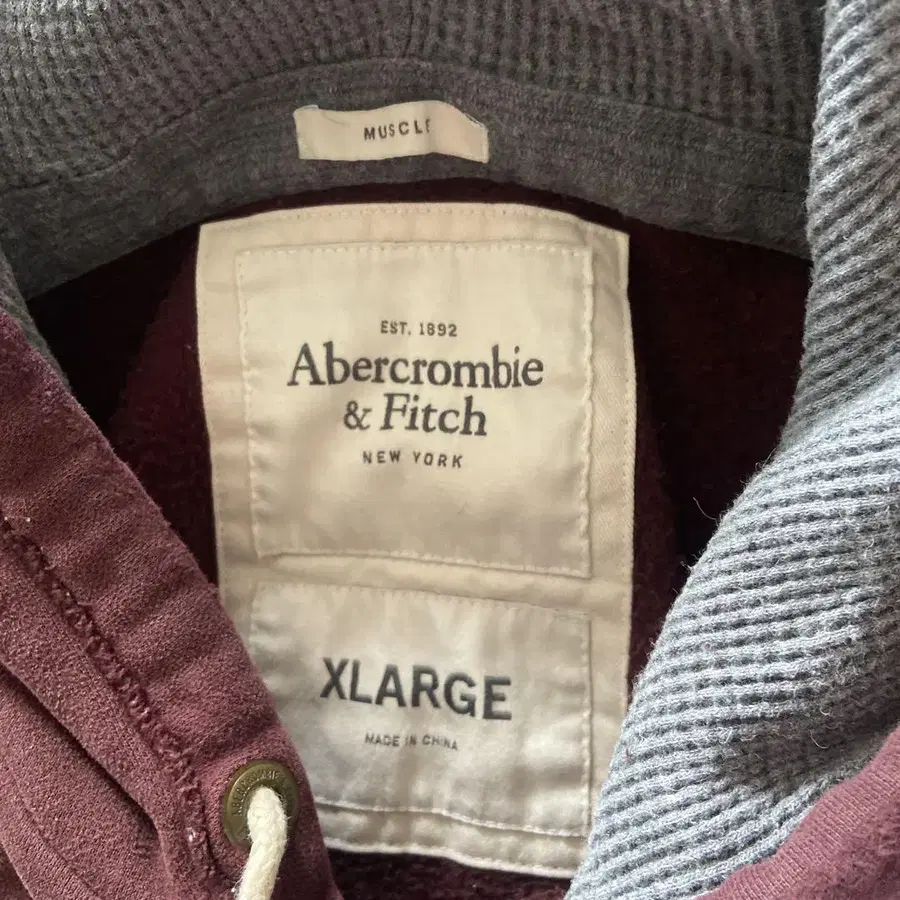 MUSCLE
EST. 1892
Abercrombie
& Fitch
NEW YORK
XLARGE
MADE IN CHINA